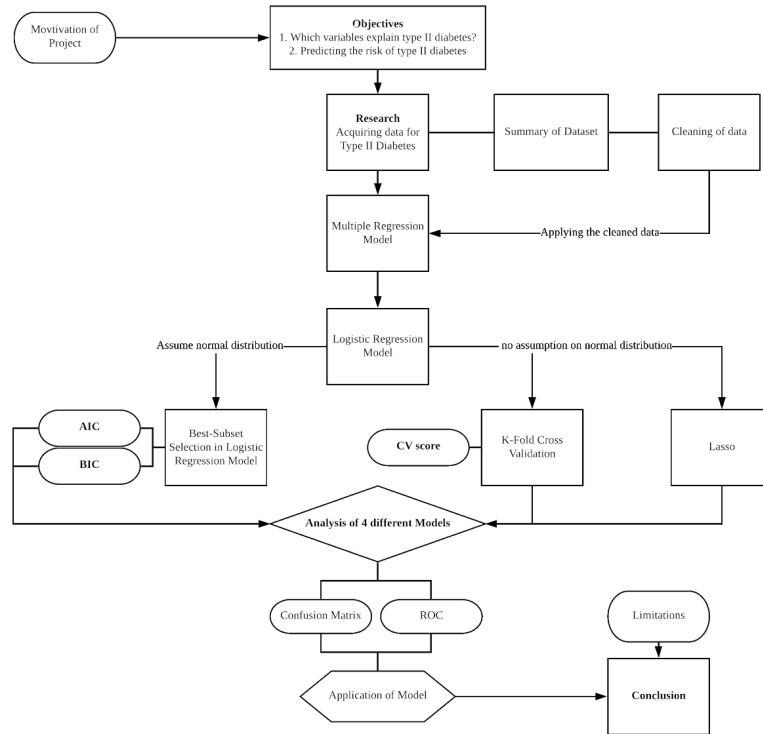 Movtivation of
Project
Objectives
1. Which variables explain type II diabetes?
2. Predicting the risk of type II diabetes
Research
Acquiring data for
Type II Diabetes
Summary of Dataset
Cleaning of data
Multiple Regression
Model
Applying the cleaned data
Logistic Regression
Model
Assume normal distribution
no assumption on normal distribution
AIC
BIC
Best-Subset
Selection in Logistic
Regression Model
CV score
K-Fold Cross
Validation
Lasso
Analysis of 4 different Models
Confusion Matrix
ROC
Limitations
Application of Model
Conclusion